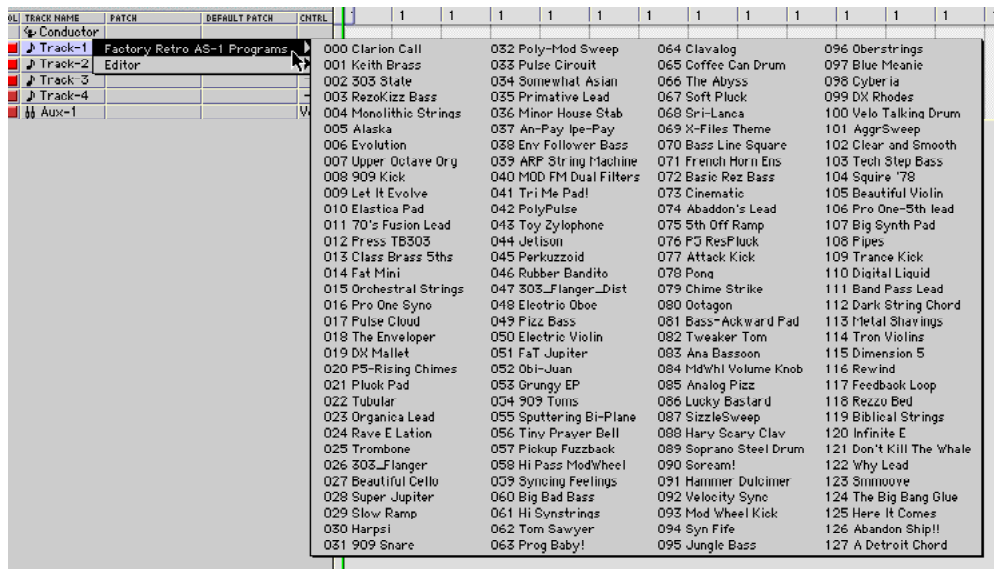 OL TRACK NAME PATCH DEFAULT PATCH CNTRL 1 1 1 1 1 1 1 1 1 1 1 1 1
Conductor
Track-1 Factory Retro AS-1 Programs
Track-2 Editor
Track-3
Track-4
Aux-1
000 Clarion Call
001 Keith Brass
002 303 State
003 RezoKizz Bass
004 Monolithic Strings
005 Alaska
006 Evolution
007 Upper Octave Org
008 909 Kick
009 Let It Evolve
010 Elastica Pad
011 70's Fusion Lead
012 Press TB303
013 Class Brass 5ths
014 Fat Mini
015 Orchestral Strings
016 Pro One Sync
017 Pulse Cloud
018 The Enveloper
019 DX Mallet
020 P5-Rising Chimes
021 Pluck Pad
022 Tubular
023 Organica Lead
024 Rave E Lation
025 Trombone
026 303_Flanger
027 Beautiful Cello
028 Super Jupiter
029 Slow Ramp
030 Harpsi
031 909 Snare
032 Poly-Mod Sweep
033 Pulse Circuit
034 Somewhat Asian
035 Primative Lead
036 Minor House Stab
037 An-Pay Ipe-Pay
038 Env Follower Bass
039 ARP String Machine
040 MOD FM Dual Filters
041 Tri Me Pad!
042 PolyPulse
043 Toy Zylophone
044 Jetison
045 Perkuzzoid
046 Rubber Bandito
047 303_Flanger_Dist
048 Electric Oboe
049 Pizz Bass
050 Electric Violin
051 FaT Jupiter
052 Obi-Juan
053 Grungy EP
054 909 Toms
055 Sputtering Bi-Plane
056 Tiny Prayer Bell
057 Pickup Fuzzback
058 Hi Pass ModWheel
059 Syncing Feelings
060 Big Bad Bass
061 Hi Synstrings
062 Tom Sawyer
063 Prog Baby!
064 Clavalog
065 Coffee Can Drum
066 The Abyss
067 Soft Pluck
068 Sri-Lanca
069 X-Files Theme
070 Bass Line Square
071 French Horn Ens
072 Basic Rez Bass
073 Cinematic
074 Abaddon's Lead
075 5th Off Ramp
076 P5 ResPluck
077 Attack Kick
078 Pong
079 Chime Strike
080 Octagon
081 Bass-Ackward Pad
082 Tweaker Tom
083 Ana Bassoon
084 MdWhl Volume Knob
085 Analog Pizz
086 Lucky Bastard
087 SizzleSweep
088 Hary Scary Clav
089 Soprano Steel Drum
090 Scream!
091 Hammer Dulcimer
092 Velocity Sync
093 Mod Wheel Kick
094 Syn Fife
095 Jungle Bass
096 Oberstrings
097 Blue Meanie
098 Cyberia
099 DX Rhodes
100 Velo Talking Drum
101 AggrSweep
102 Clear and Smooth
103 Tech Step Bass
104 Squire '78
105 Beautiful Violin
106 Pro One-5th lead
107 Big Synth Pad
108 Pipes
109 Trance Kick
110 Digital Liquid
111 Band Pass Lead
112 Dark String Chord
113 Metal Shavings
114 Tron Violins
115 Dimension 5
116 Rewind
117 Feedback Loop
118 Rezzo Bed
119 Biblical Strings
120 Infinite E
121 Don't Kill The Whale
122 Why Lead
123 Smmoove
124 The Big Bang Glue
125 Here It Comes
126 Abandon Ship!!
127 A Detroit Chord